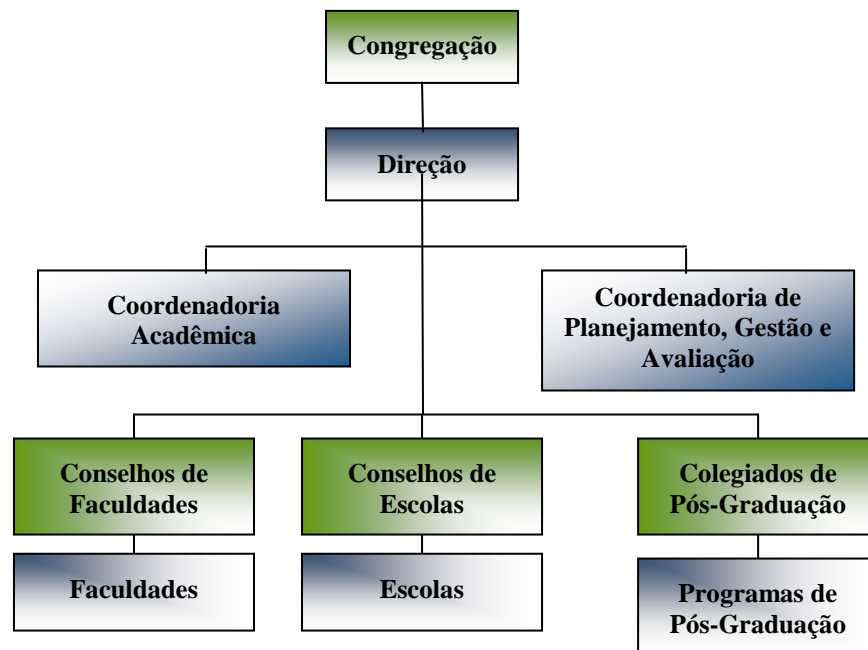 Congregação
Direção
Coordenadoria
Acadêmica
Coordenadoria de
Planejamento, Gestão e
Avaliação
Conselhos de
Faculdades
Conselhos de
Escolas
Colegiados de
Pós-Graduação
Faculdades
Escolas
Programas de
Pós-Graduação